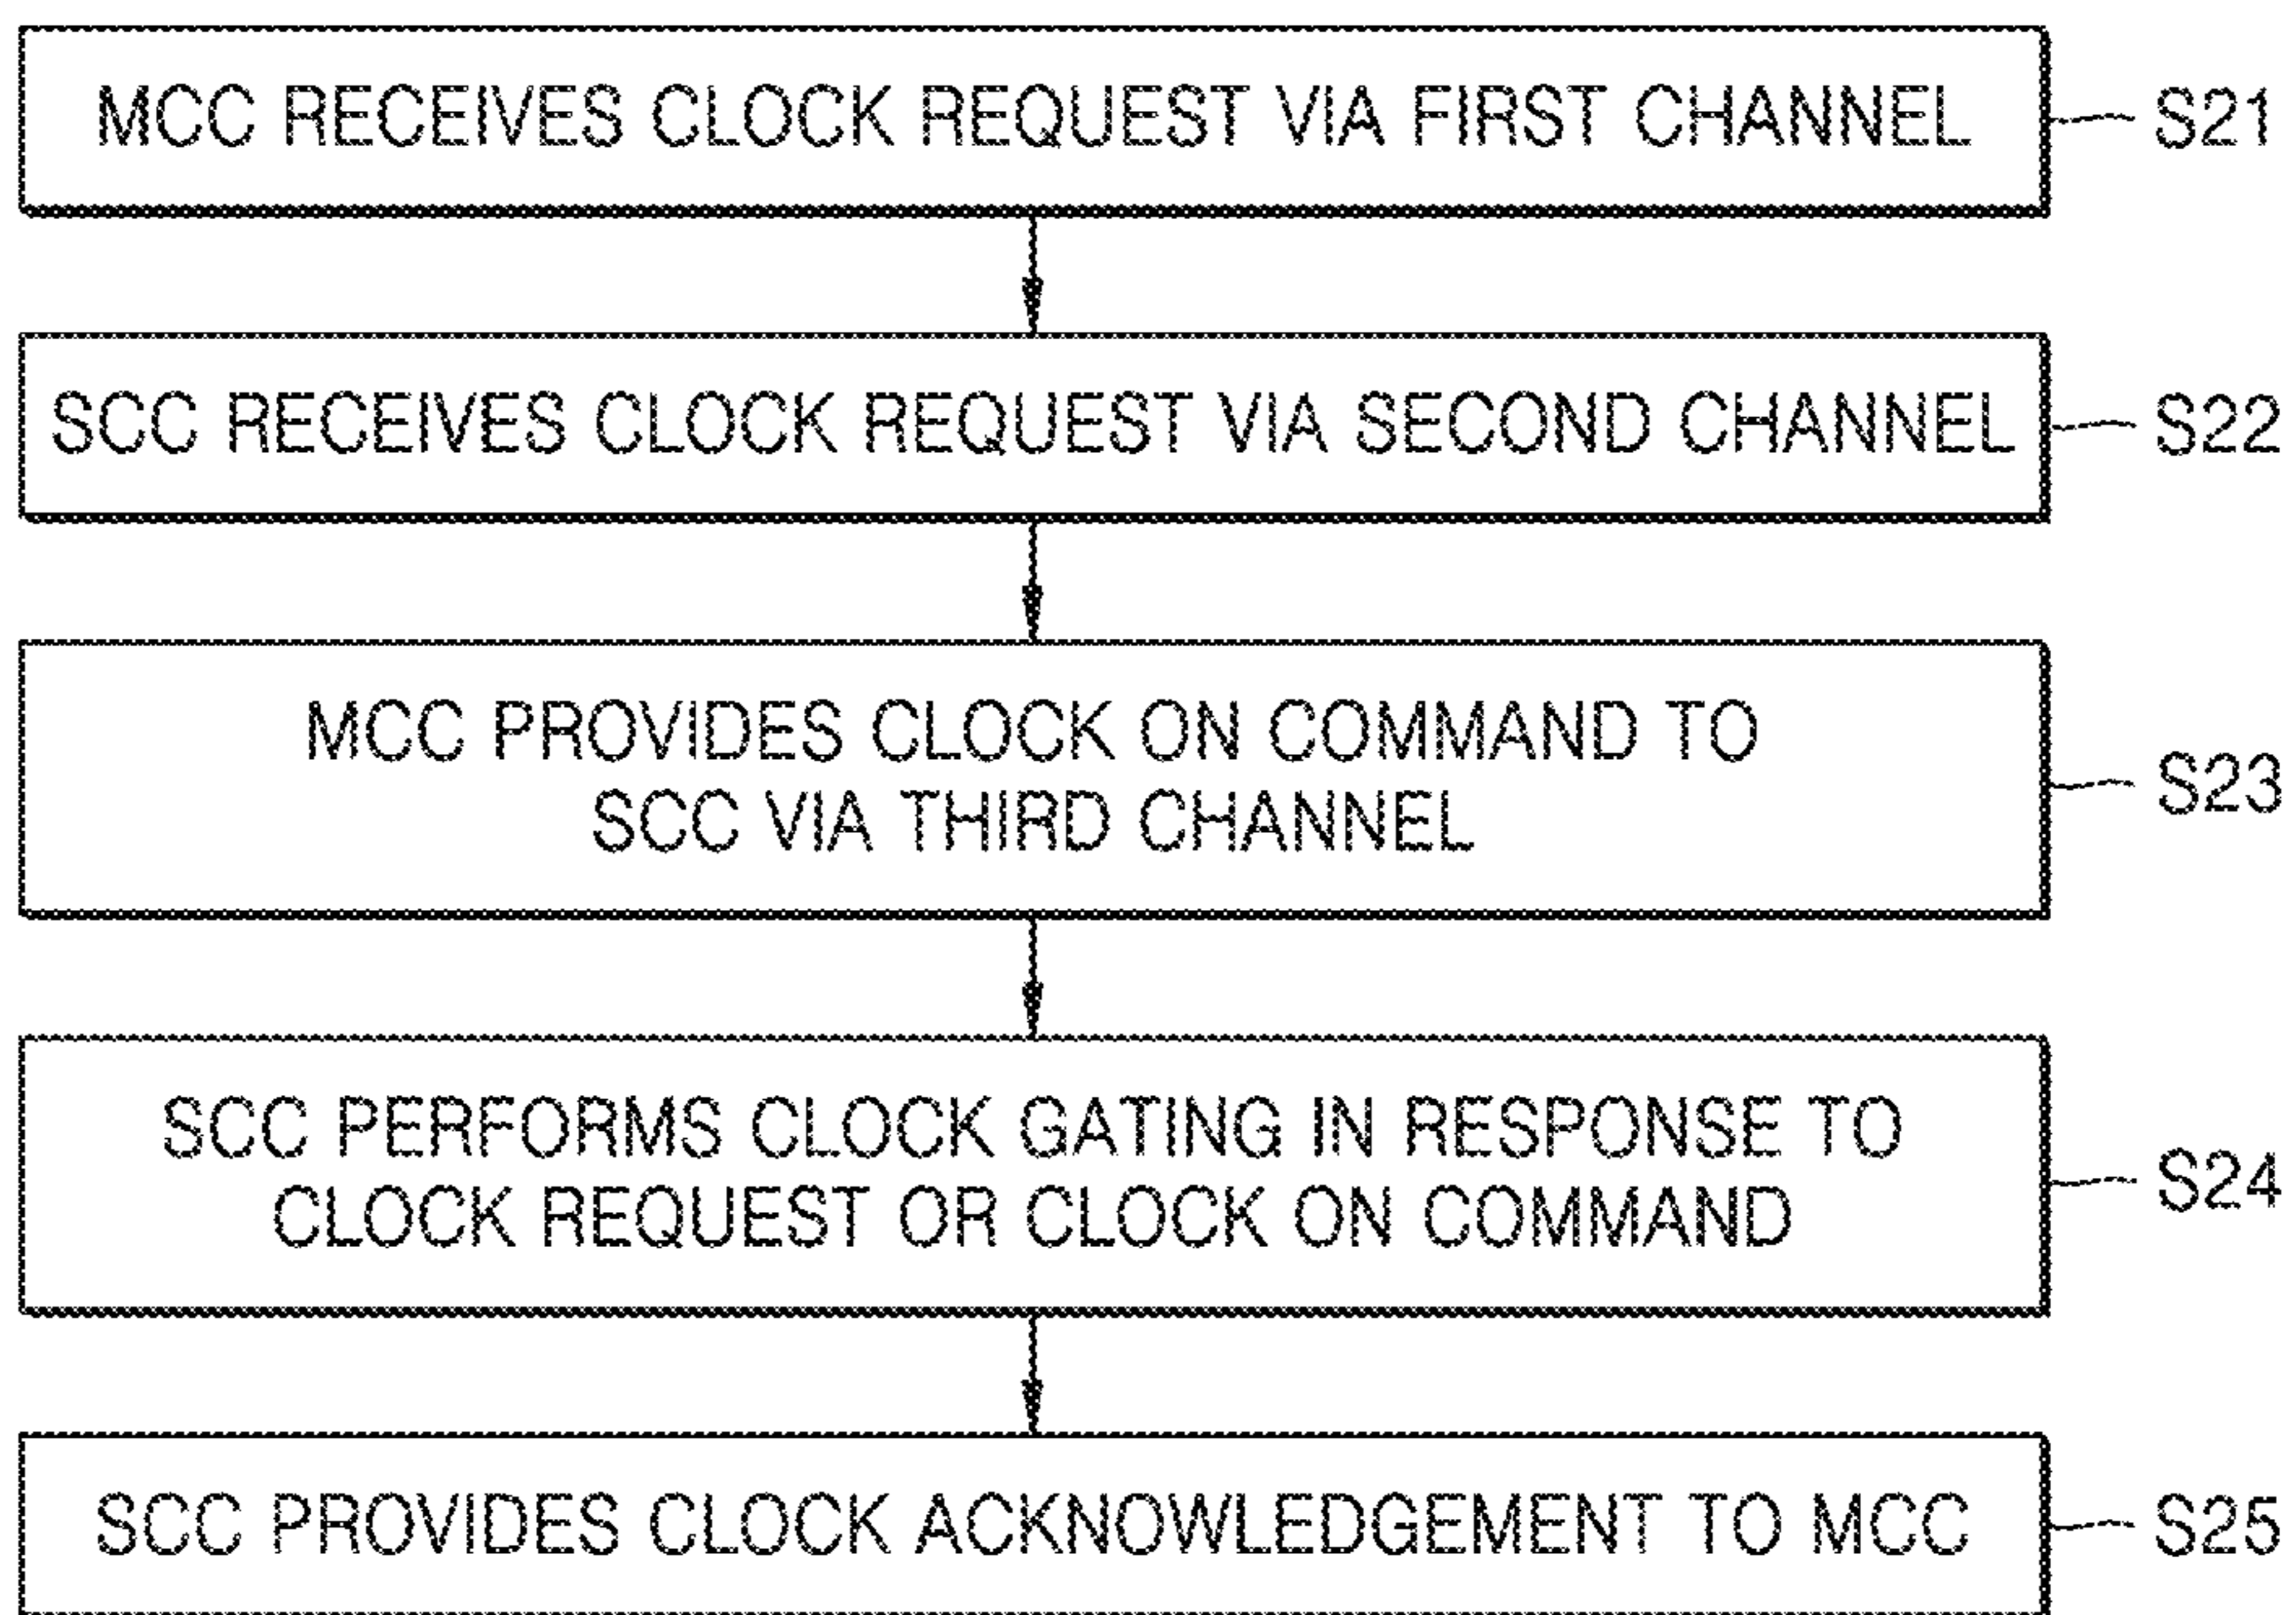 MCC RECEIVES CLOCK REQUEST VIA FIRST CHANNEL
S21
SCC RECEIVES CLOCK REQUEST VIA SECOND CHANNEL
S22
MCC PROVIDES CLOCK ON COMMAND TO
SCC VIA THIRD CHANNEL
S23
SCC PERFORMS CLOCK GATING IN RESPONSE TO
CLOCK REQUEST OR CLOCK ON COMMAND
S24
SCC PROVIDES CLOCK ACKNOWLEDGEMENT TO MCC
S25